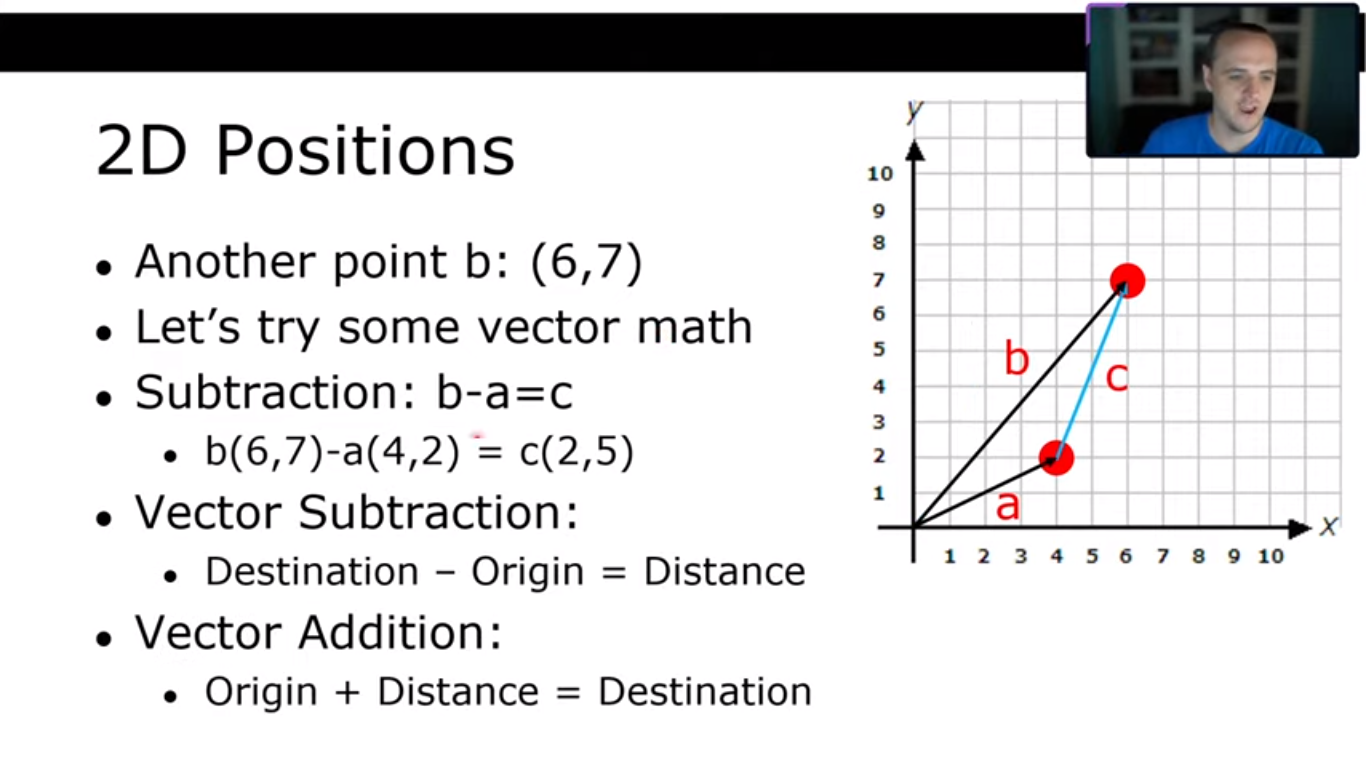 2D Positions
Another point b: (6,7)
Let's try some vector math
Subtraction: b-a=c
b(6,7)-a(4,2) = c(2,5)
Vector Subtraction:
Destination – Origin = Distance
Vector Addition:
Origin + Distance = Destination
y
10
9
8
7
6
5
4
3
2
1
b
c
a
x
1 2 3 4 5 6 7 8 9 10